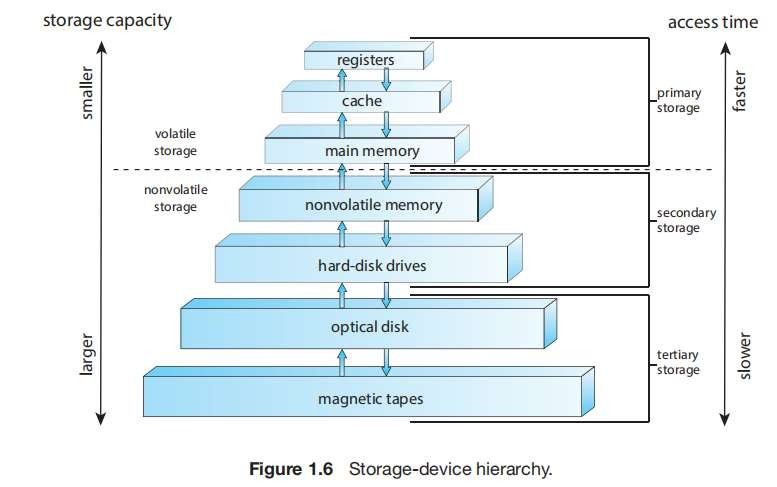 storage capacity
access time
smaller
larger
volatile
storage
nonvolatile
storage
registers
cache
main memory
nonvolatile memory
hard-disk drives
optical disk
magnetic tapes
primary
storage
secondary
storage
tertiary
storage
faster
slower
Figure 1.6 Storage-device hierarchy.